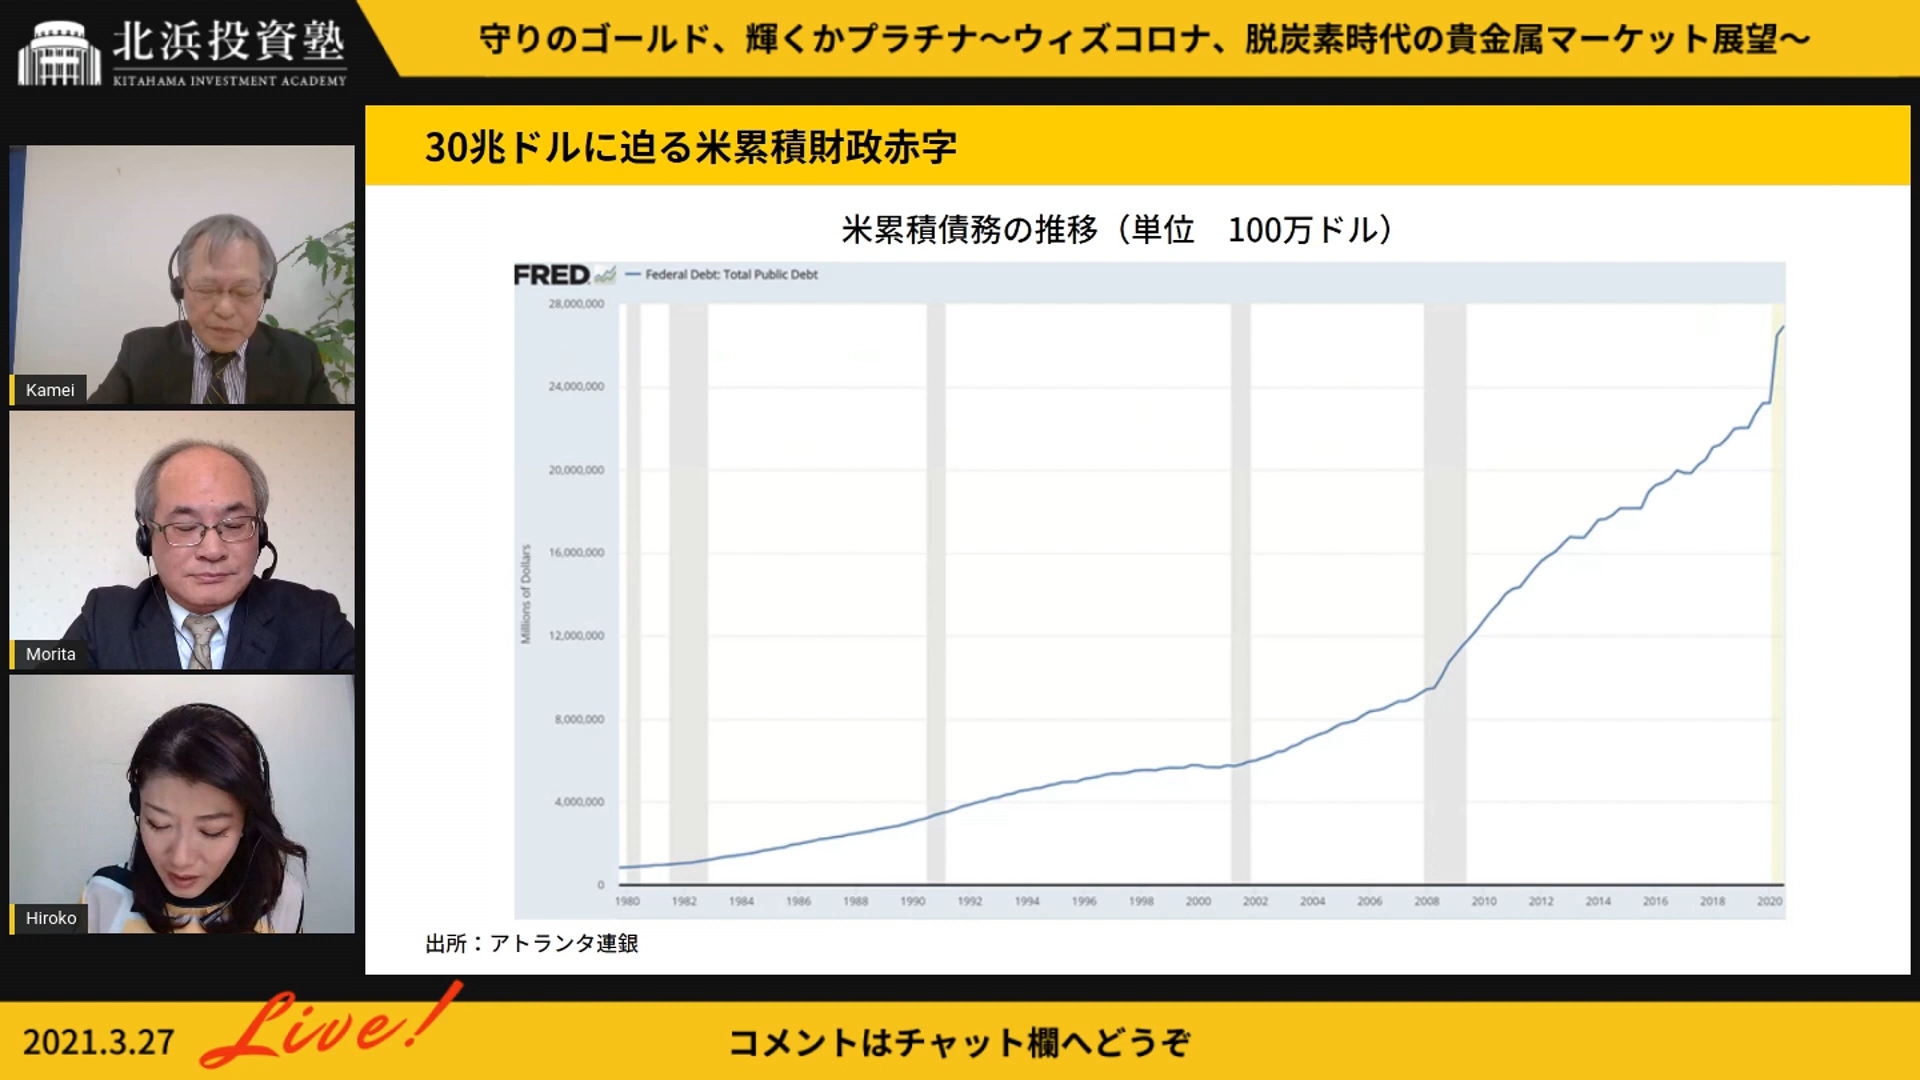 北浜投資塾
KITAHAMA INVESTMENT ACADEMY
守りのゴールド、輝くかプラチナ～ウィズコロナ、脱炭素時代の貴金属マーケット展望～
Kamei
Morita
Hiroko
30兆ドルに迫る米累積財政赤字
米累積債務の推移（単位　100万ドル）
FRED
Federal Debt: Total Public Debt
Millions of Dollars
28,000,000
24,000,000
20,000,000
16,000,000
12,000,000
8,000,000
4,000,000
0
1980 1982 1984 1986 1988 1990 1992 1994 1996 1998 2000 2002 2004 2006 2008 2010 2012 2014 2016 2018 2020
出所：アトランタ連銀
2021.3.27
Live!
コメントはチャット欄へどうぞ